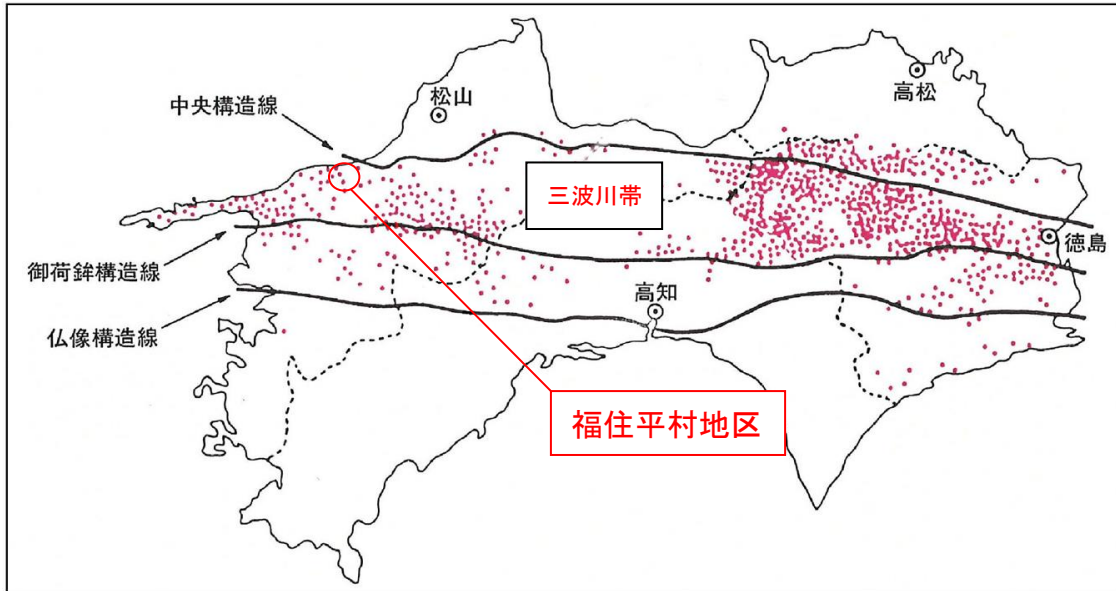 高松
松山
中央構造線
三波川帯
徳島
御荷鉾構造線
高知
仏像構造線
福住平村地区